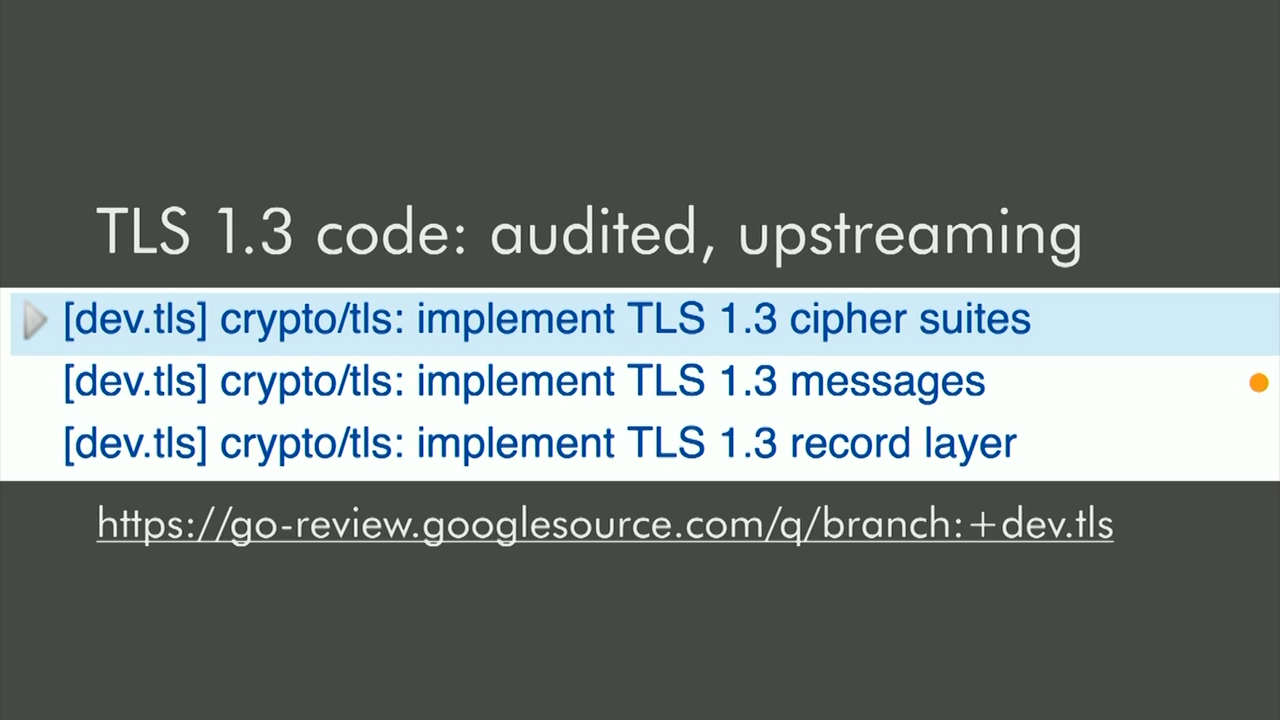 TLS 1.3 code: audited, upstreaming
[dev.tls] crypto/tls: implement TLS 1.3 cipher suites
[dev.tls] crypto/tls: implement TLS 1.3 messages
[dev.tls] crypto/tls: implement TLS 1.3 record layer
https://go-review.googlesource.com/q/branch:+dev.tls